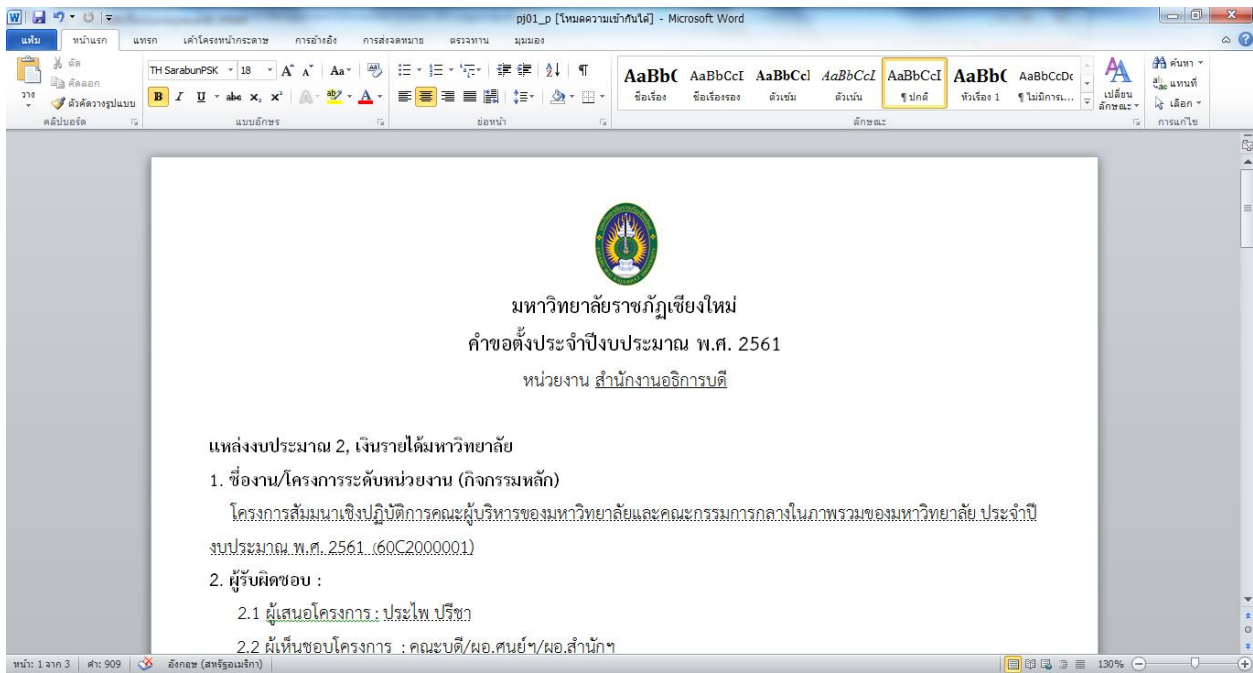 pj01_p [โหมดความเข้ากันได้] - Microsoft Word
แฟ้ม หน้าแรก แทรก เค้าโครงหน้ากระดาษ การอ้างอิง การส่งจดหมาย ตรวจทาน มุมมอง
วาง
ตัด
คัดลอก
ตัวคัดวางรูปแบบ
คลิปบอร์ด
TH SarabunPSK 18
แบบอักษร
ย่อหน้า
AaBb( AaBbCcI AaBbCcl AaBbCcI AaBbCcI AaBb( AaBbCcDc
ชื่อเรื่อง ชื่อเรื่องรอง ตัวเข้ม ตัวเน้น ¶ ปกติ หัวเรื่อง 1 ¶ ไม่มีการเ...
เปลี่ยนลักษณะ
ลักษณะ
ค้นหา
แทนที่
เลือก
การแก้ไข
มหาวิทยาลัยราชภัฏเชียงใหม่
คำขอตั้งประจำปีงบประมาณ พ.ศ. 2561
หน่วยงาน สำนักงานอธิการบดี
แหล่งงบประมาณ 2, เงินรายได้มหาวิทยาลัย
1. ชื่องาน/โครงการระดับหน่วยงาน (กิจกรรมหลัก)
โครงการสัมมนาเชิงปฏิบัติการคณะผู้บริหารของมหาวิทยาลัยและคณะกรรมการกลางในภาพรวมของมหาวิทยาลัย ประจำปี
งบประมาณ พ.ศ. 2561 (60C2000001)
2. ผู้รับผิดชอบ :
2.1 ผู้เสนอโครงการ : ประไพ ปรีชา
2.2 ผู้เห็นชอบโครงการ : คณะบดี/ผอ.ศนย์ฯ/ผอ.สำนักฯ
หน้า: 1 จาก 3 คำ: 909 อังกฤษ (สหรัฐอเมริกา) 130%